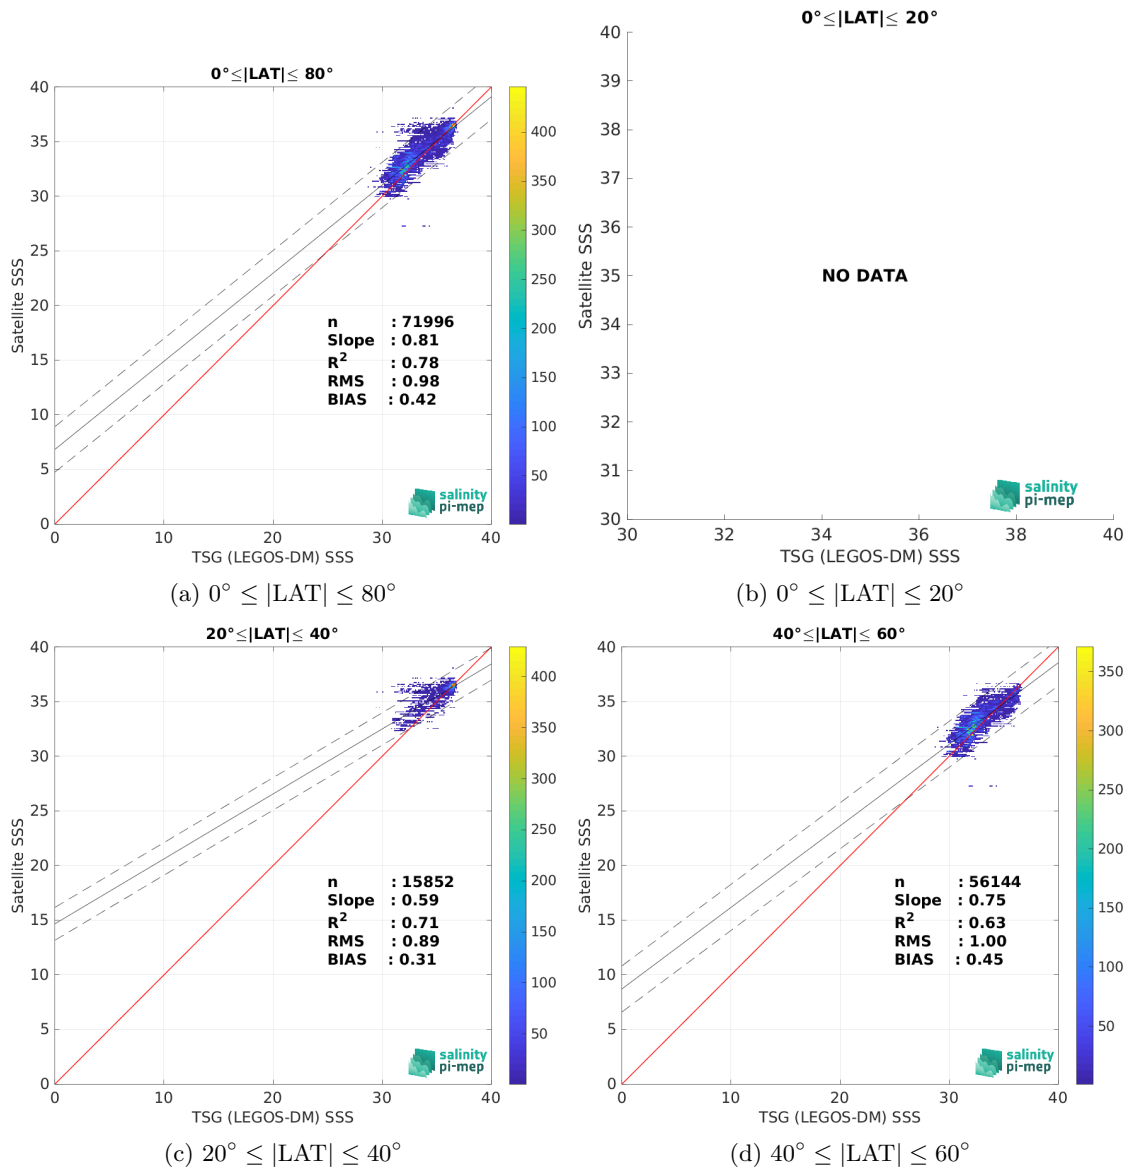 0°≤|LAT|≤ 80°
Satellite SSS
40
35
30
25
20
15
10
5
0
0 10 20 30 40
TSG (LEGOS-DM) SSS
n : 71996
Slope : 0.81
R2 : 0.78
RMS : 0.98
BIAS : 0.42
salinity
pi-mep
400
350
300
250
200
150
100
50
(a) 0° ≤ |LAT| ≤ 80°
0°≤|LAT|≤ 20°
Satellite SSS
40
39
38
37
36
35
34
33
32
31
30
30 32 34 36 38 40
TSG (LEGOS-DM) SSS
NO DATA
salinity
pi-mep
(b) 0° ≤ |LAT| ≤ 20°
20°≤|LAT|≤ 40°
Satellite SSS
40
35
30
25
20
15
10
5
0
0 10 20 30 40
TSG (LEGOS-DM) SSS
n : 15852
Slope : 0.59
R2 : 0.71
RMS : 0.89
BIAS : 0.31
salinity
pi-mep
400
350
300
250
200
150
100
50
(c) 20° ≤ |LAT| ≤ 40°
40°≤|LAT|≤ 60°
Satellite SSS
40
35
30
25
20
15
10
5
0
0 10 20 30 40
TSG (LEGOS-DM) SSS
n : 56144
Slope : 0.75
R2 : 0.63
RMS : 1.00
BIAS : 0.45
salinity
pi-mep
350
300
250
200
150
100
50
(d) 40° ≤ |LAT| ≤ 60°